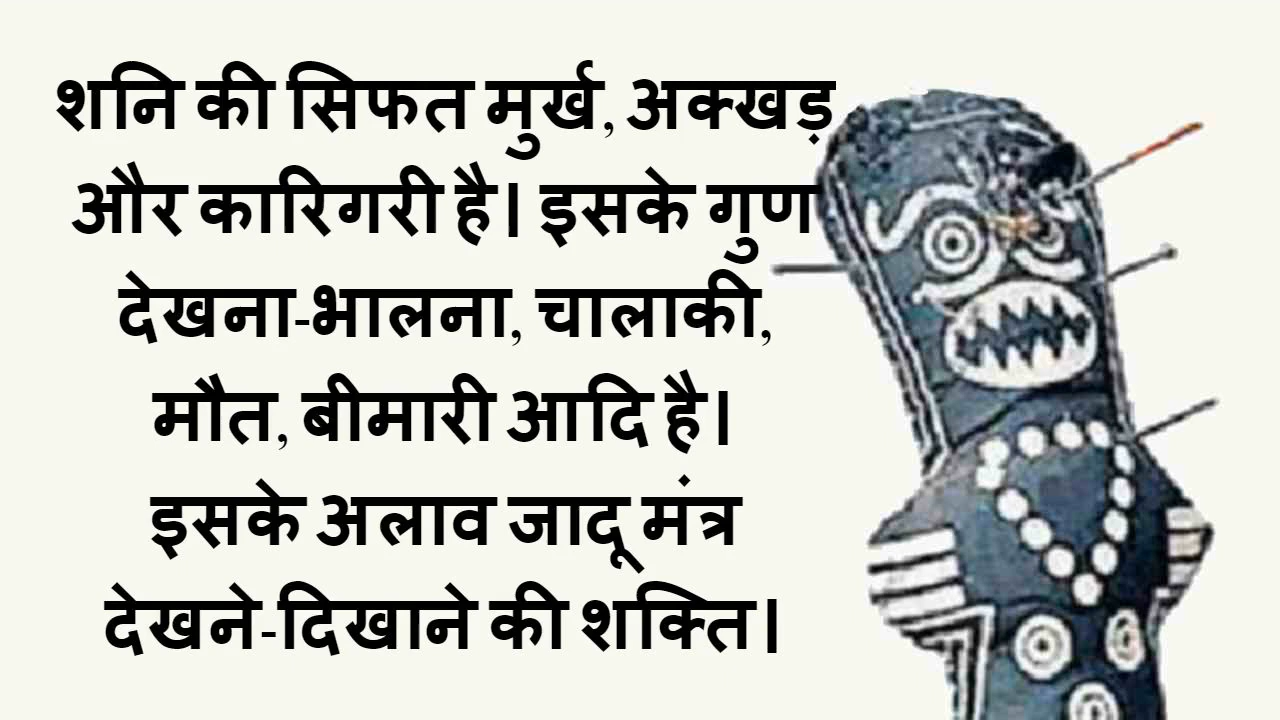 शनि की सिफत मुर्ख, अक्खड़
और कारिगरी है। इसके गुण
देखना-भालना, चालाकी,
मौत, बीमारी आदि है।
इसके अलाव जादू मंत्र
देखने-दिखाने की शक्ति।